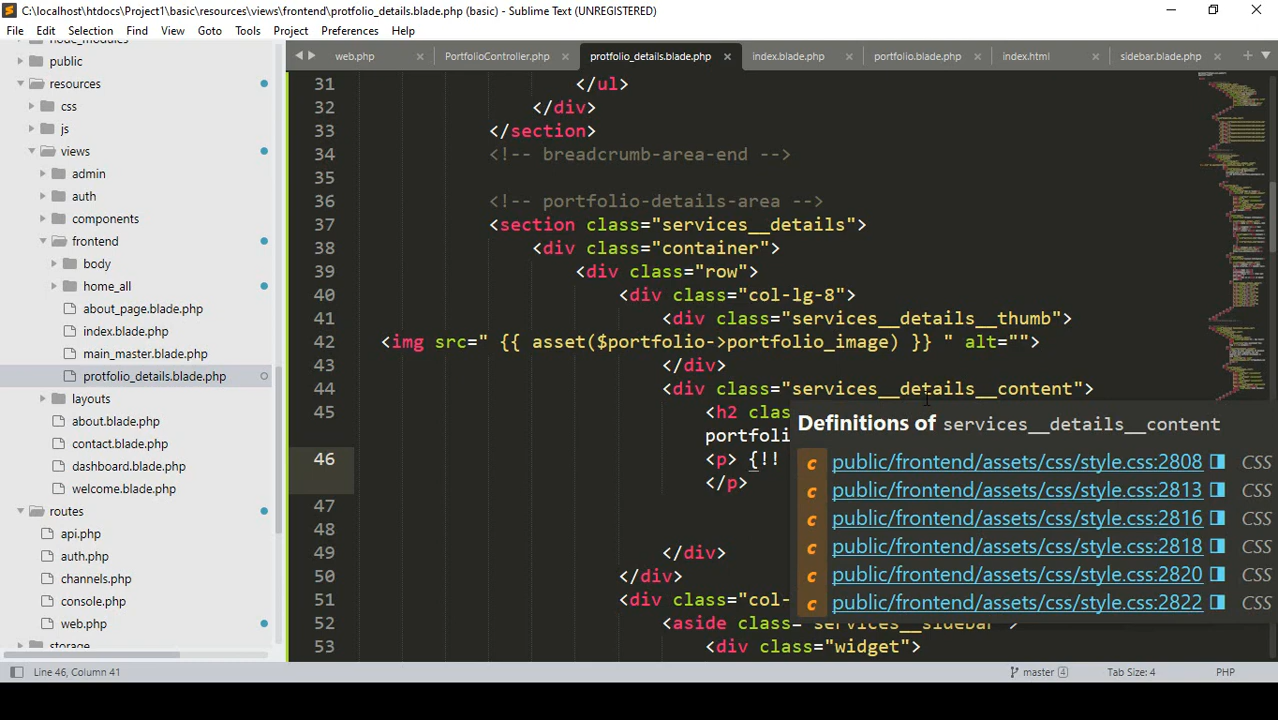 C:\localhost\htdocs\Project1\basic\resources\views\frontend\protfolio_details.blade.php (basic) - Sublime Text (UNREGISTERED)
File Edit Selection Find View Goto Tools Project Preferences Help
node_modules
public
resources
css
js
views
admin
auth
components
frontend
body
home_all
about_page.blade.php
index.blade.php
main_master.blade.php
protfolio_details.blade.php
layouts
about.blade.php
contact.blade.php
dashboard.blade.php
welcome.blade.php
routes
api.php
auth.php
channels.php
console.php
web.php
storage
web.php PortfolioController.php protfolio_details.blade.php index.blade.php portfolio.blade.php index.html sidebar.blade.php
31 </ul>
32 </div>
33 </section>
34 <!-- breadcrumb-area-end -->
35
36 <!-- portfolio-details-area -->
37 <section class="services__details">
38 <div class="container">
39 <div class="row">
40 <div class="col-lg-8">
41 <div class="services__details__thumb">
42 <img src=" {{ asset($portfolio->portfolio_image) }} " alt="">
43 </div>
44 <div class="services__details__content">
45 <h2 clas
portfoli
46 <p> {!!
</p>
47
48
49 </div>
50 </div>
51 <div class="col-
52 <aside class="services__sidebar">
53 <div class="widget">
Definitions of services__details__content
c public/frontend/assets/css/style.css:2808 CSS
c public/frontend/assets/css/style.css:2813 CSS
c public/frontend/assets/css/style.css:2816 CSS
c public/frontend/assets/css/style.css:2818 CSS
c public/frontend/assets/css/style.css:2820 CSS
c public/frontend/assets/css/style.css:2822 CSS
Line 46, Column 41 master 4 Tab Size: 4 PHP